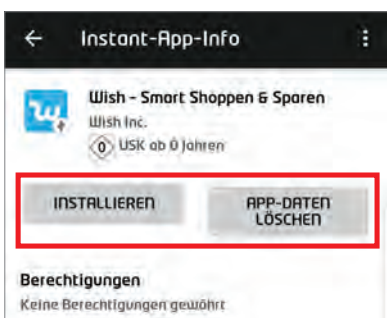 Instant-App-Info
Wish - Smart Shoppen & Sparen
Wish Inc.
0 USK ab 0 Jahren
INSTALLIEREN
APP-DATEN
LÖSCHEN
Berechtigungen
Keine Berechtigungen gewährt